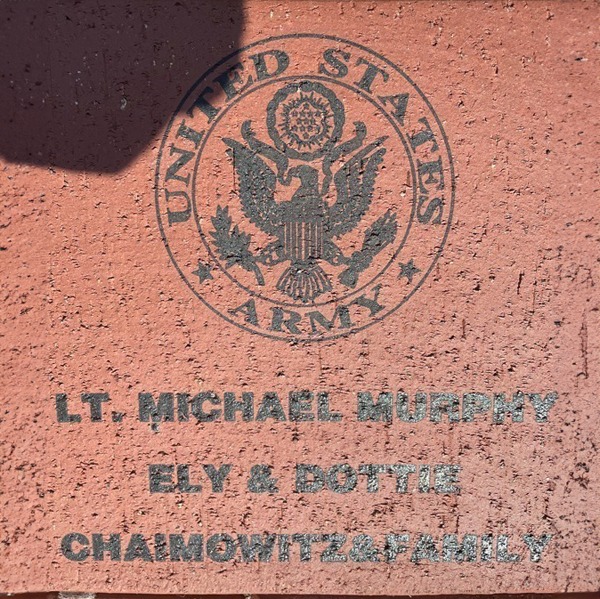 UNITED STATES
ARMY
LT. MICHAEL MURPHY
ELY & DOTTIE
CHAIMOWITZ&FAMILY